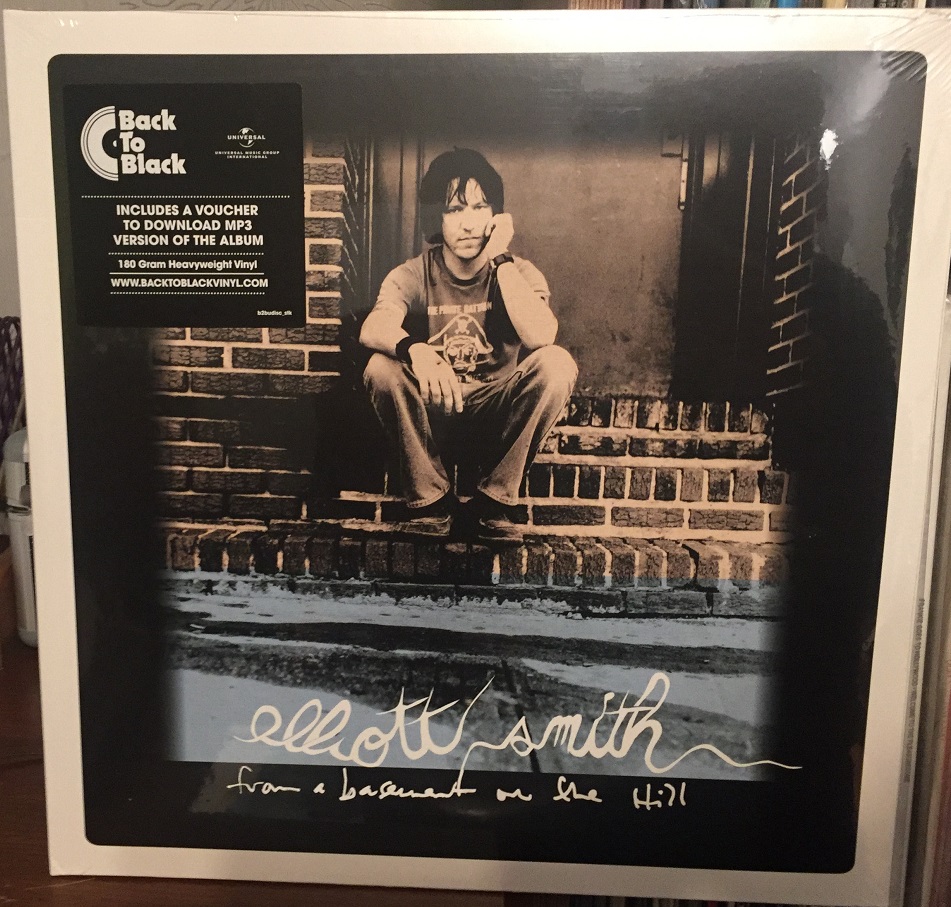 Back
To
Black
UNIVERSAL
UNIVERSAL MUSIC GROUP
INTERNATIONAL
INCLUDES A VOUCHER
TO DOWNLOAD MP3
VERSION OF THE ALBUM
180 Gram Heavyweight Vinyl
WWW.BACKTOBLACKVINYL.COM
b2budisc_stk
elliott smith
from a basement on the Hill